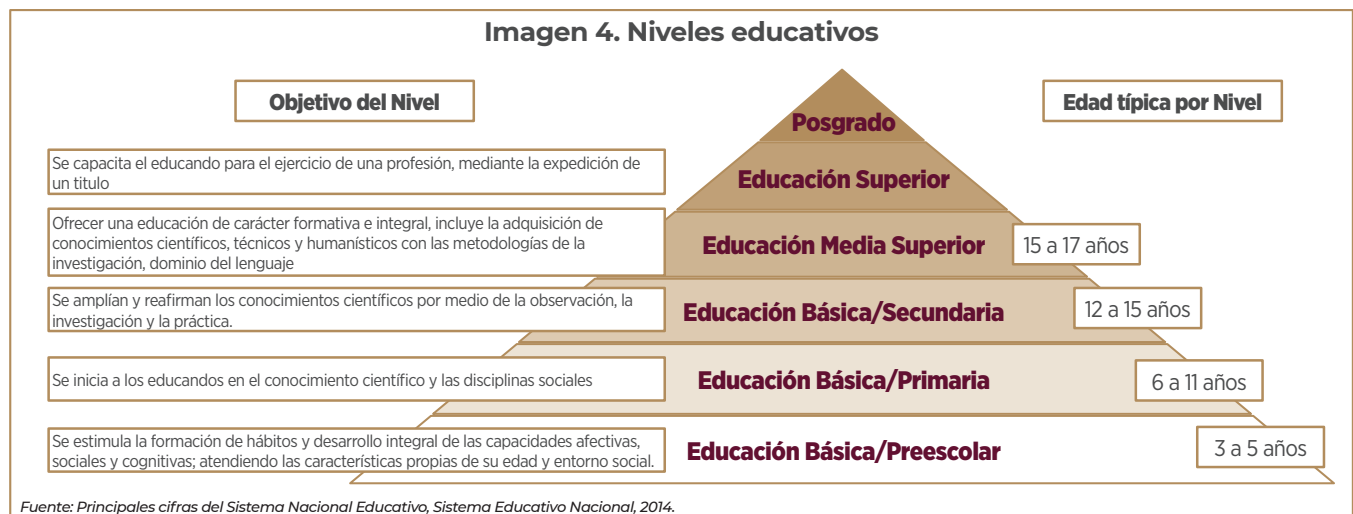 Imagen 4. Niveles educativos
Objetivo del Nivel
Edad típica por Nivel
Posgrado
Se capacita el educando para el ejercicio de una profesión, mediante la expedición de
un titulo
Educación Superior
Ofrecer una educación de carácter formativa e integral, incluye la adquisición de
conocimientos científicos, técnicos y humanísticos con las metodologías de la
investigación, dominio del lenguaje
Educación Media Superior
15 a 17 años
Se amplían y reafirman los conocimientos científicos por medio de la observación, la
investigación y la práctica.
Educación Básica/Secundaria
12 a 15 años
Se inicia a los educandos en el conocimiento científico y las disciplinas sociales
Educación Básica/Primaria
6 a 11 años
Se estimula la formación de hábitos y desarrollo integral de las capacidades afectivas,
sociales y cognitivas; atendiendo las características propias de su edad y entorno social.
Educación Básica/Preescolar
3 a 5 años
Fuente: Principales cifras del Sistema Nacional Educativo, Sistema Educativo Nacional, 2014.